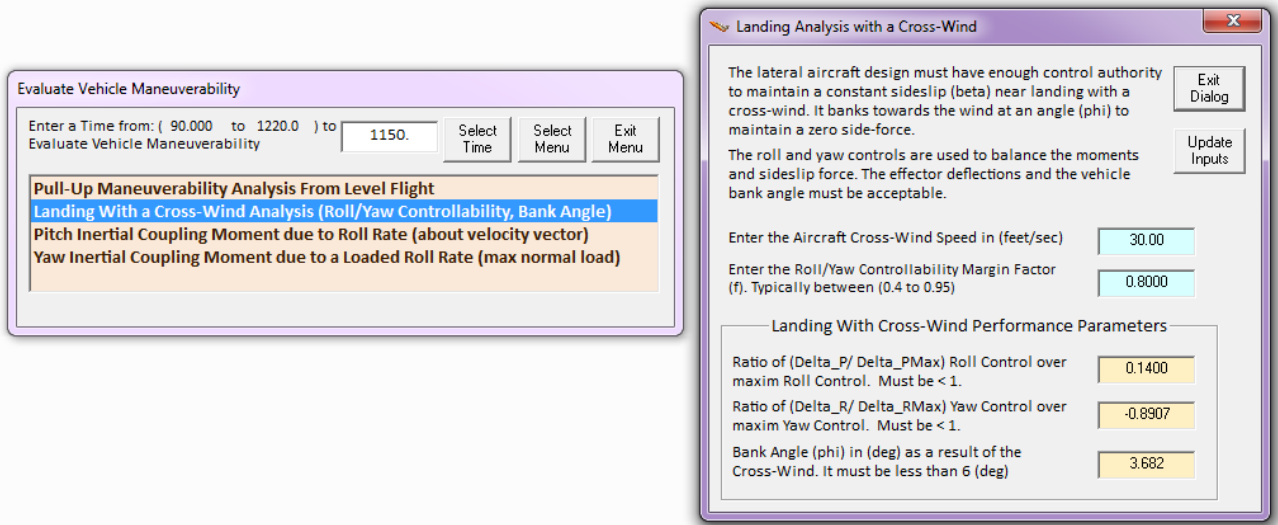 Evaluate Vehicle Maneuverability
Enter a Time from: ( 90.000 to 1220.0 ) to
Evaluate Vehicle Maneuverability
1150.
Select
Time
Select
Menu
Exit
Menu
Pull-Up Maneuverability Analysis From Level Flight
Landing With a Cross-Wind Analysis (Roll/Yaw Controllability, Bank Angle)
Pitch Inertial Coupling Moment due to Roll Rate (about velocity vector)
Yaw Inertial Coupling Moment due to a Loaded Roll Rate (max normal load)
Landing Analysis with a Cross-Wind
x
The lateral aircraft design must have enough control authority
to maintain a constant sideslip (beta) near landing with a
cross-wind. It banks towards the wind at an angle (phi) to
maintain a zero side-force.
The roll and yaw controls are used to balance the moments
and sideslip force. The effector deflections and the vehicle
bank angle must be acceptable.
Exit
Dialog
Update
Inputs
Enter the Aircraft Cross-Wind Speed in (feet/sec)
30.00
Enter the Roll/Yaw Controllability Margin Factor
(f). Typically between (0.4 to 0.95)
0.8000
Landing With Cross-Wind Performance Parameters
Ratio of (Delta_P/ Delta_PMax) Roll Control over
maxim Roll Control. Must be < 1.
0.1400
Ratio of (Delta_R/ Delta_RMax) Yaw Control over
maxim Yaw Control. Must be < 1.
-0.8907
Bank Angle (phi) in (deg) as a result of the
Cross-Wind. It must be less than 6 (deg)
3.682